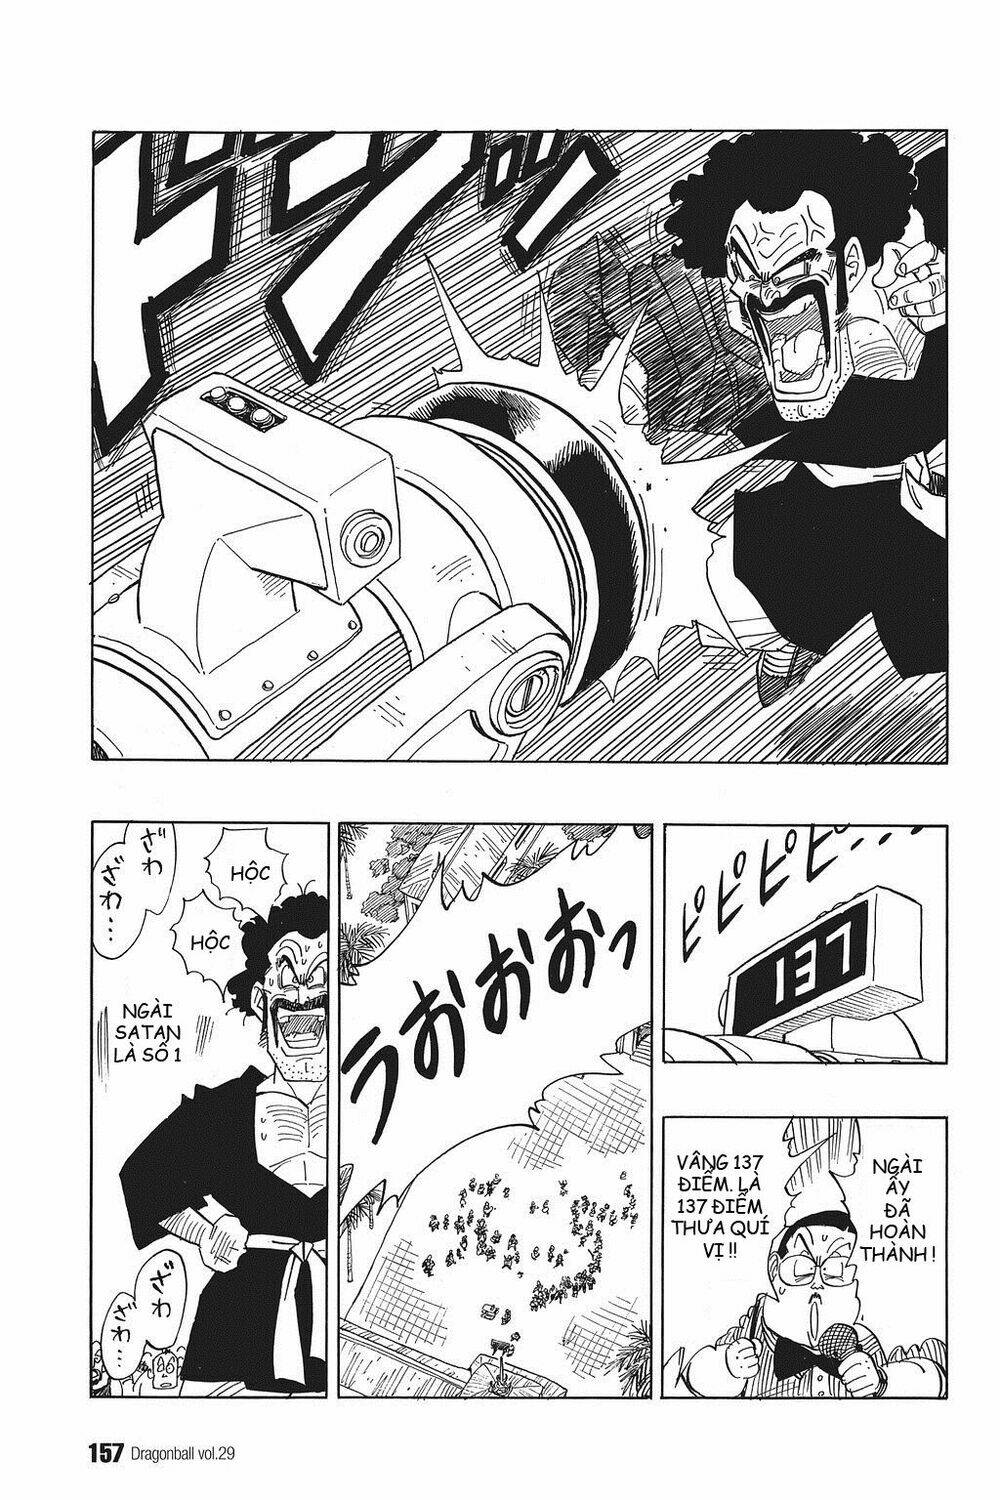 ドンッ
ピピピピ...
137
NGÀI
ẤY
ĐÃ
HOÀN
THÀNH !
VÂNG 137
ĐIỂM. LÀ
137 ĐIỂM
THƯA QUÍ
VỊ !!
うおおおおっ
ざわ
ざわ…
HỘC
HỘC
NGÀI
SATAN
LÀ SỐ 1
ざわ
ざわ…
157 Dragonball vol.29